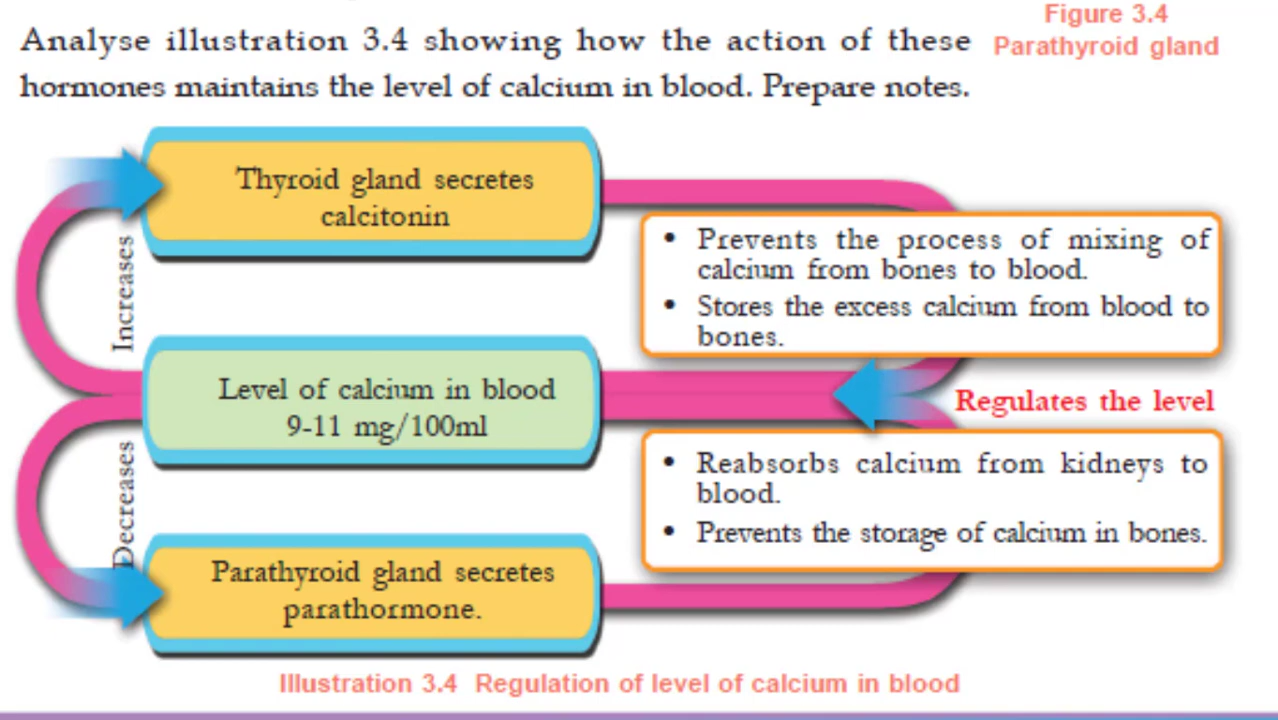 Figure 3.4
Parathyroid gland
Analyse illustration 3.4 showing how the action of these
hormones maintains the level of calcium in blood. Prepare notes.
Thyroid gland secretes
calcitonin
• Prevents the process of mixing of
calcium from bones to blood.
• Stores the excess calcium from blood to
bones.
Increases
Level of calcium in blood
9-11 mg/100ml
Regulates the level
Decreases
• Reabsorbs calcium from kidneys to
blood.
• Prevents the storage of calcium in bones.
Parathyroid gland secretes
parathormone.
Illustration 3.4 Regulation of level of calcium in blood